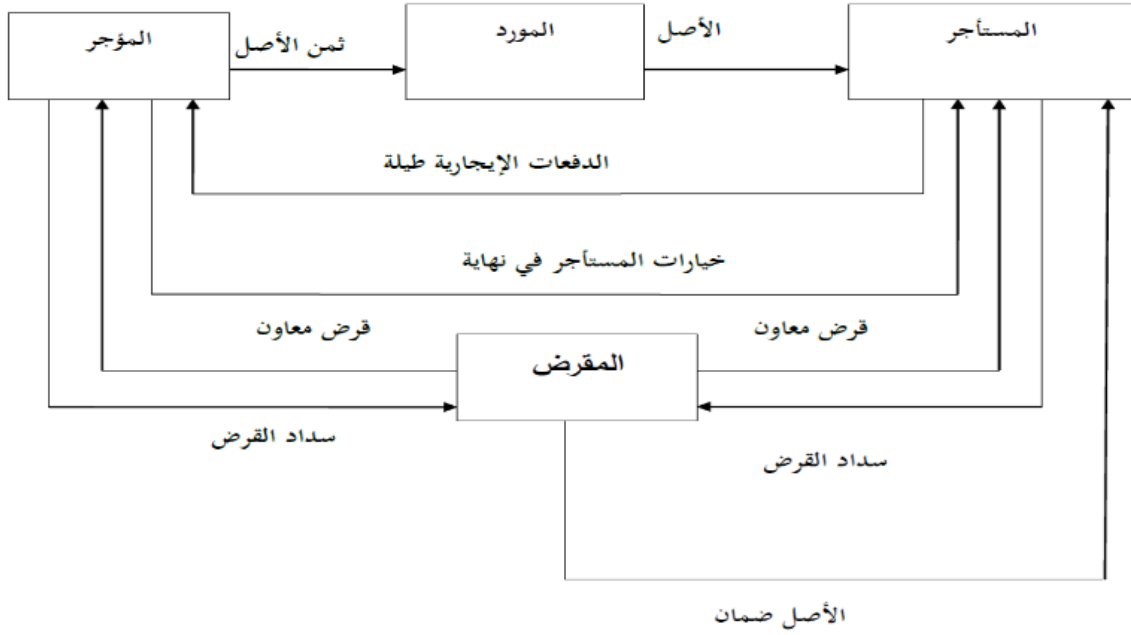 المستأجر
الأصل
المورد
ثمن الأصل
المؤجر
الدفعات الإيجارية طيلة
خيارات المستأجر في نهاية
قرض معاون
المقرض
قرض معاون
سداد القرض
سداد القرض
الأصل ضمان